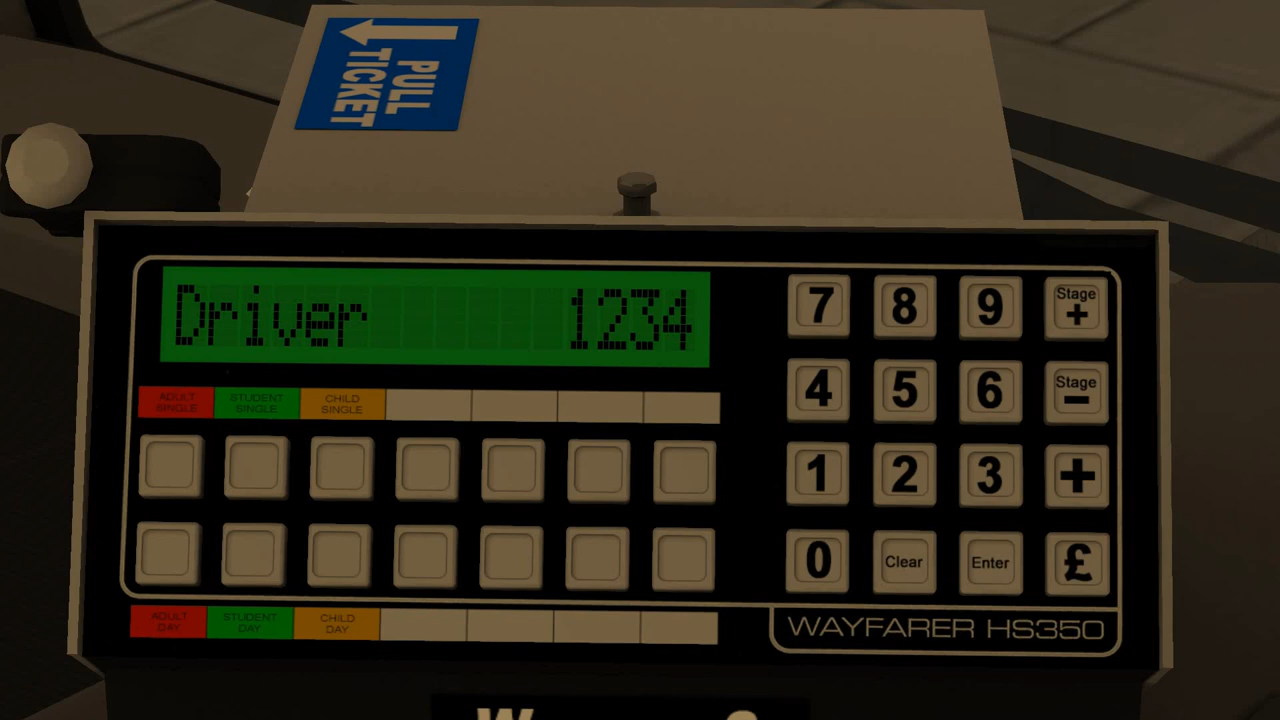 PULL
TICKET
Driver 1234
ADULT SINGLE
STUDENT SINGLE
CHILD SINGLE
7 8 9 Stage +
4 5 6 Stage −
1 2 3 +
0 Clear Enter £
ADULT DAY
STUDENT DAY
CHILD DAY
WAYFARER HS350